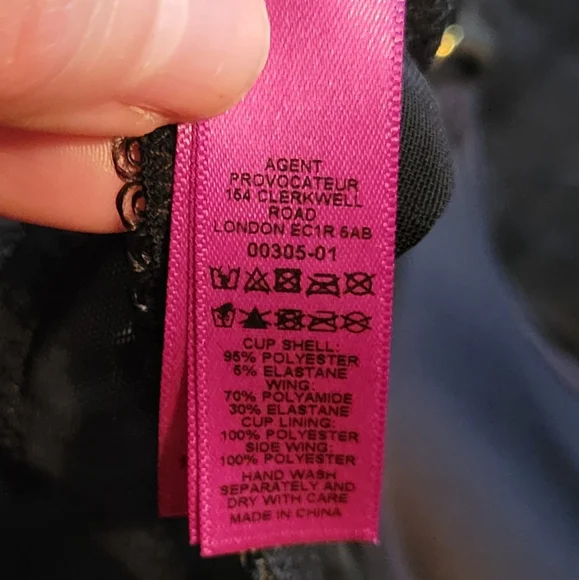 AGENT
PROVOCATEUR
154 CLERKWELL
ROAD
LONDON EC1R 5AB
00305-01
CUP SHELL:
95% POLYESTER
5% ELASTANE
WING:
70% POLYAMIDE
30% ELASTANE
CUP LINING:
100% POLYESTER
SIDE WING:
100% POLYESTER
HAND WASH
SEPARATELY AND
DRY WITH CARE
MADE IN CHINA